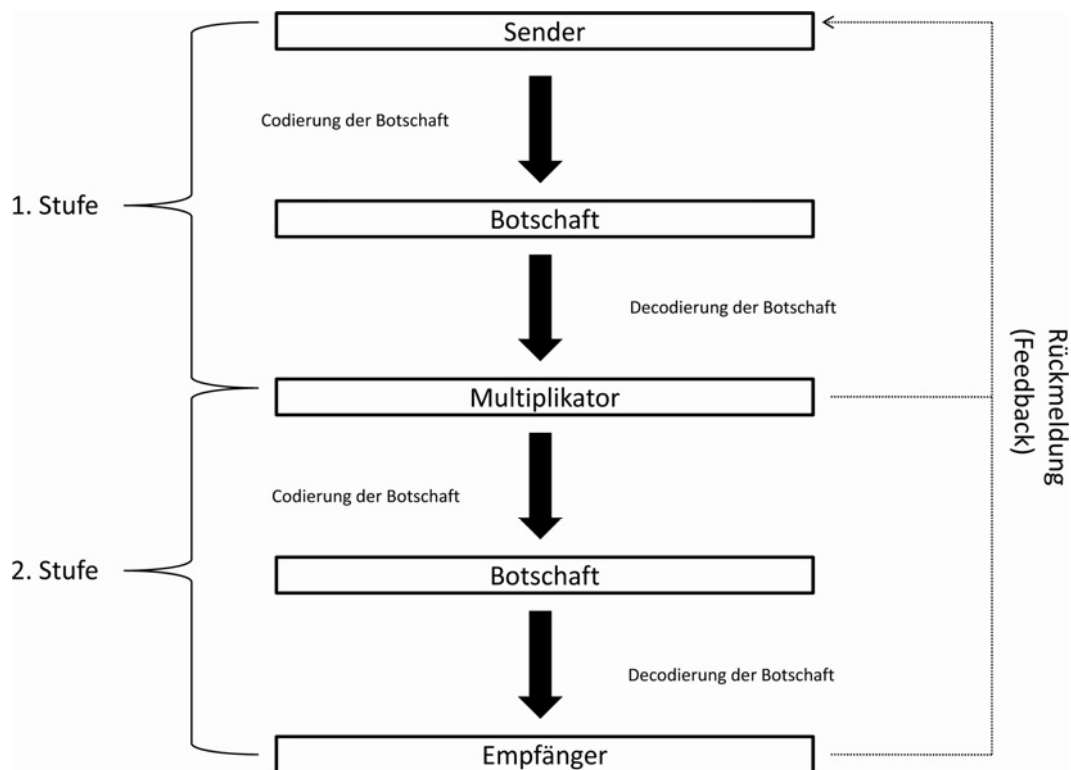 Sender
Codierung der Botschaft
1. Stufe
Botschaft
Decodierung der Botschaft
Rückmeldung
(Feedback)
Multiplikator
Codierung der Botschaft
2. Stufe
Botschaft
Decodierung der Botschaft
Empfänger